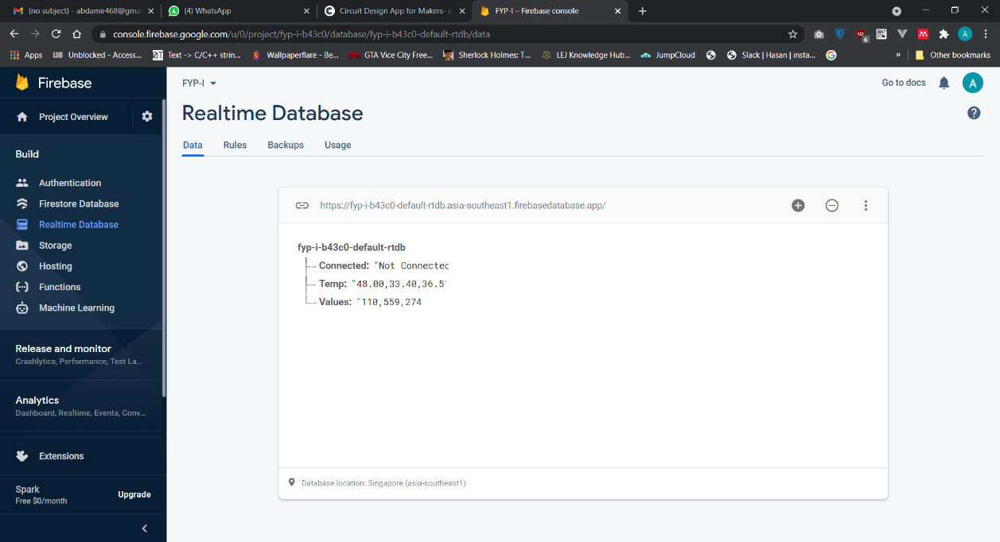 (no subject) - abdamir468@gmai
(4) WhatsApp
Circuit Design App for Makers- ci
FYP-I – Firebase console
console.firebase.google.com/u/0/project/fyp-i-b43c0/database/fyp-i-b43c0-default-rtdb/data
6
A
Apps
UB Unblocked - Access...
Text -> C/C++ strin...
Wallpaperflare - Be...
GTA Vice City Free...
Sherlock Holmes: T...
LEJ Knowledge Hub...
JumpCloud
Slack | Hasan | insta...
»
Other bookmarks
Firebase
FYP-I
Go to docs
A
Project Overview
Realtime Database
Build
Data
Rules
Backups
Usage
Authentication
Firestore Database
Realtime Database
Storage
Hosting
Functions
Machine Learning
https://fyp-i-b43c0-default-rtdb.asia-southeast1.firebasedatabase.app/
fyp-i-b43c0-default-rtdb
Connected: "Not Connected
Temp: "48.00,33.40,36.5
Values: "110,559,274
Release and monitor
Crashlytics, Performance, Test La...
Analytics
Dashboard, Realtime, Events, Conv...
Extensions
Database location: Singapore (asia-southeast1)
Spark
Free $0/month
Upgrade